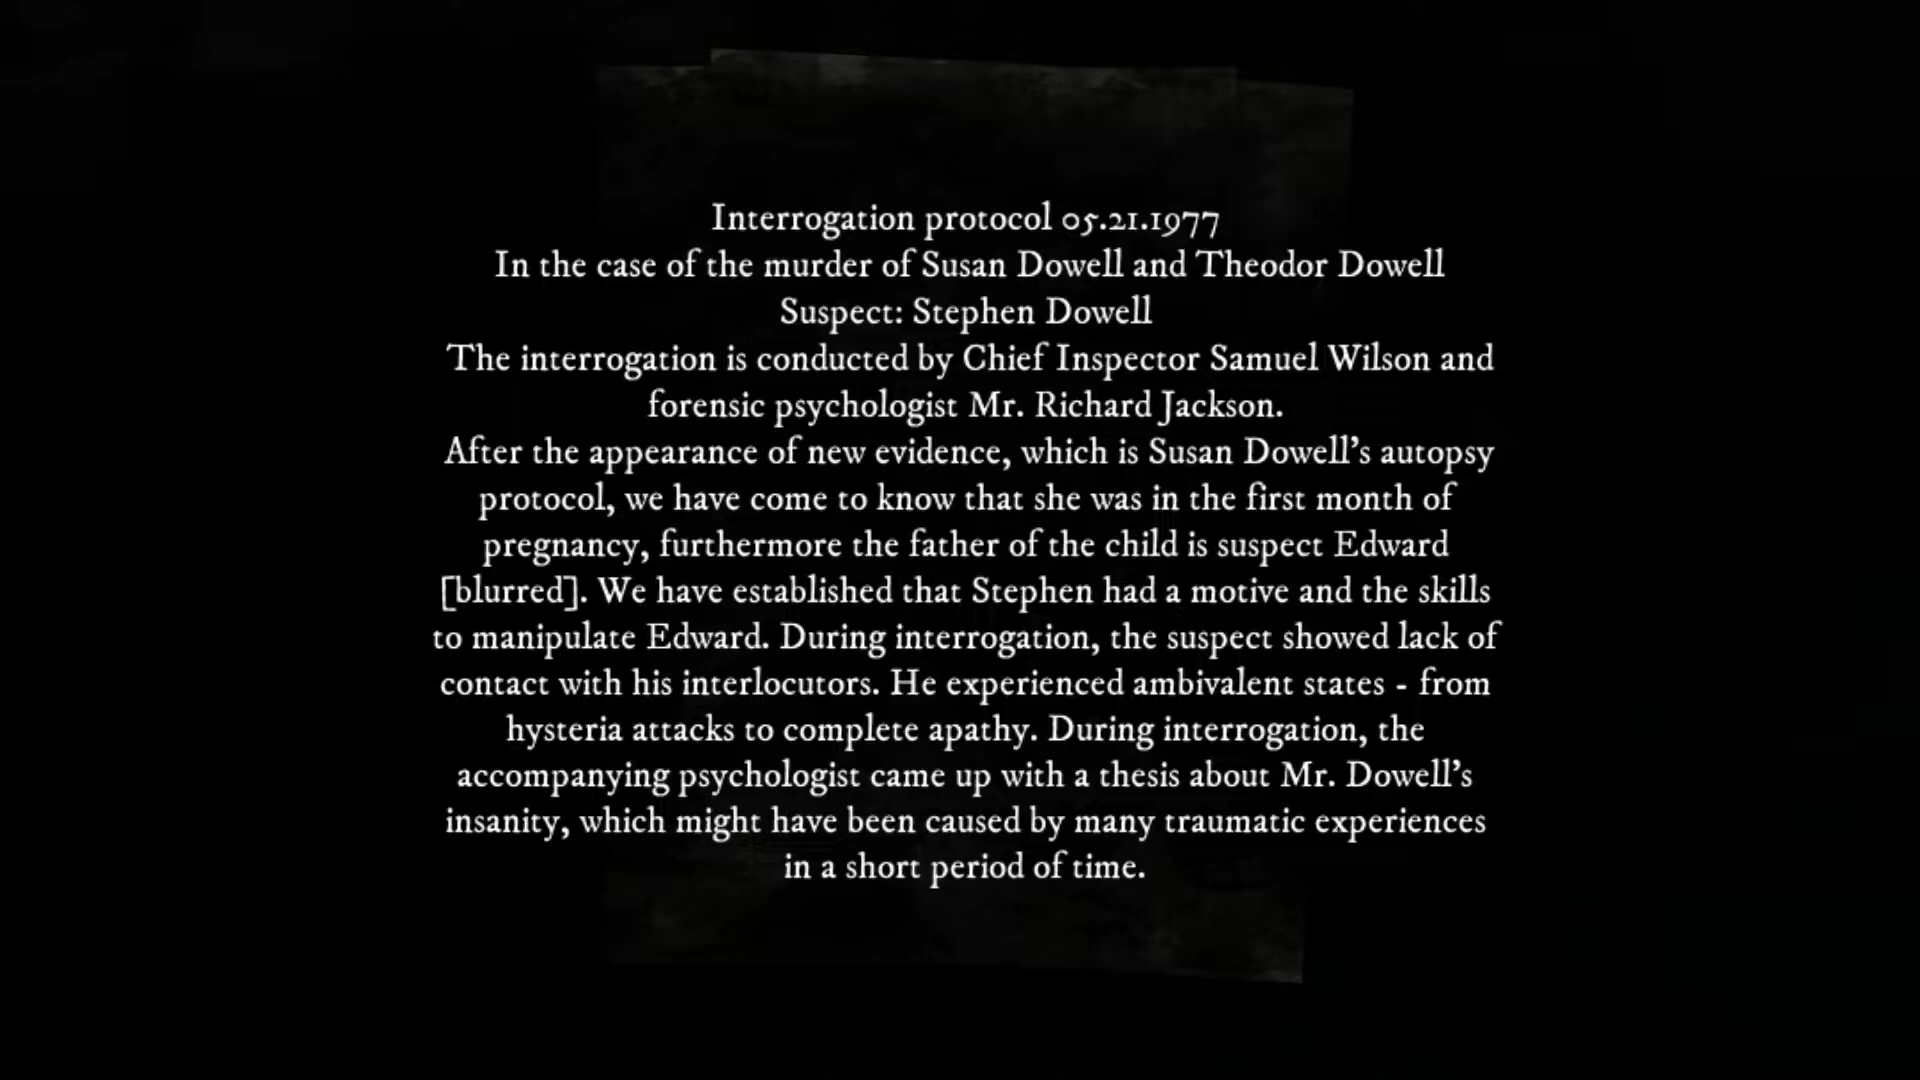 Interrogation protocol 05.21.1977
In the case of the murder of Susan Dowell and Theodor Dowell
Suspect: Stephen Dowell
The interrogation is conducted by Chief Inspector Samuel Wilson and
forensic psychologist Mr. Richard Jackson.
After the appearance of new evidence, which is Susan Dowell's autopsy
protocol, we have come to know that she was in the first month of
pregnancy, furthermore the father of the child is suspect Edward
[blurred]. We have established that Stephen had a motive and the skills
to manipulate Edward. During interrogation, the suspect showed lack of
contact with his interlocutors. He experienced ambivalent states - from
hysteria attacks to complete apathy. During interrogation, the
accompanying psychologist came up with a thesis about Mr. Dowell's
insanity, which might have been caused by many traumatic experiences
in a short period of time.